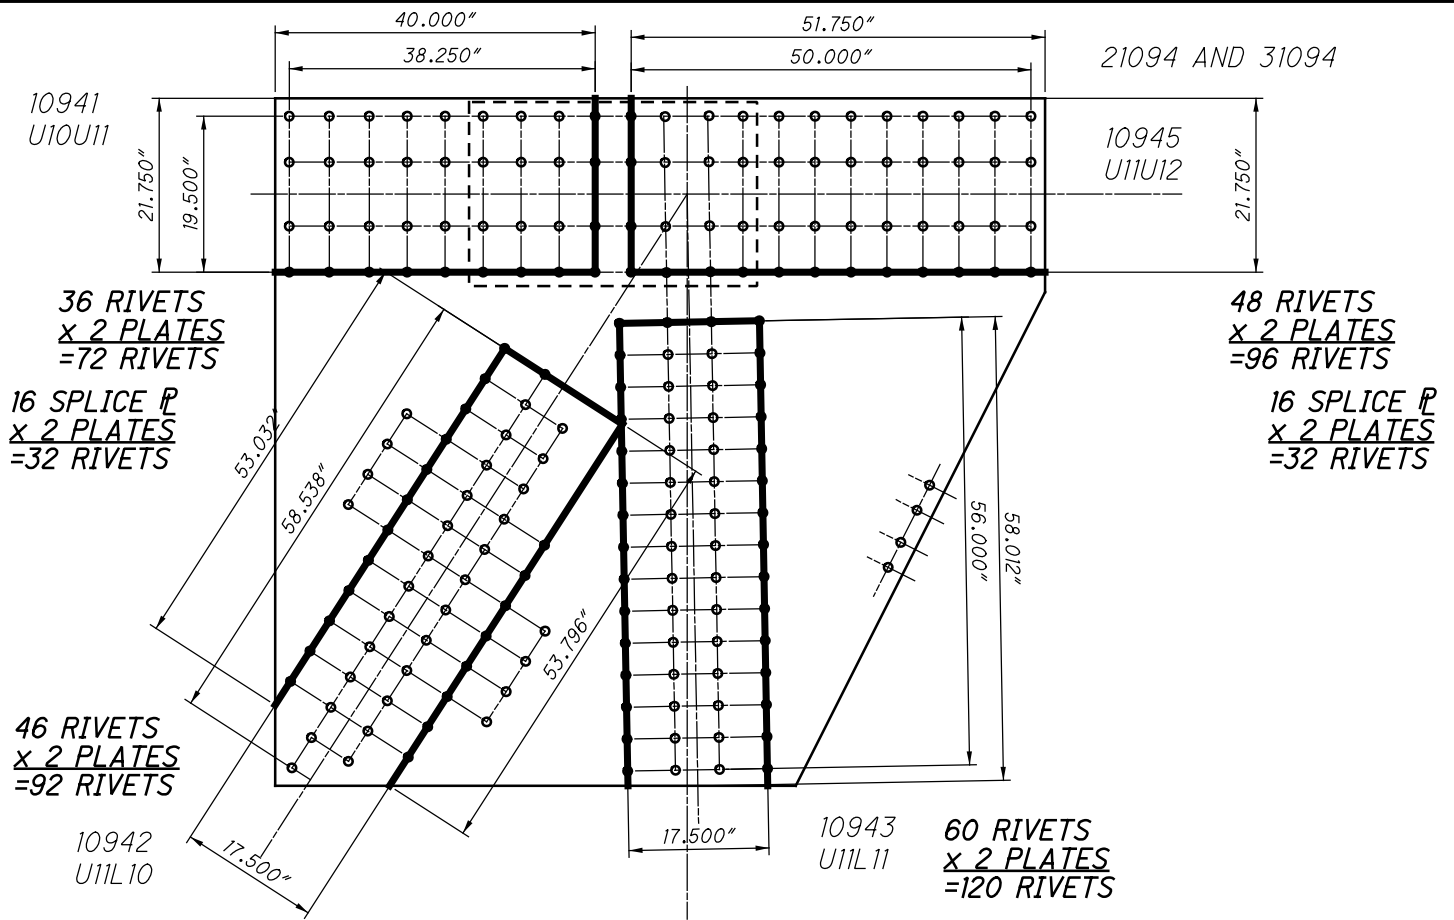 40.000"
51.750"
38.250"
50.000"
21094 AND 31094
10941
U10U11
10945
U11U12
21.750"
19.500"
21.750"
36 RIVETS
x 2 PLATES
=72 RIVETS
16 SPLICE ⅊
x 2 PLATES
=32 RIVETS
48 RIVETS
x 2 PLATES
=96 RIVETS
16 SPLICE ⅊
x 2 PLATES
=32 RIVETS
53.032"
58.538"
53.796"
56.000"
58.012"
46 RIVETS
x 2 PLATES
=92 RIVETS
10942
U11L10
17.500"
17.500"
10943
U11L11
60 RIVETS
x 2 PLATES
=120 RIVETS